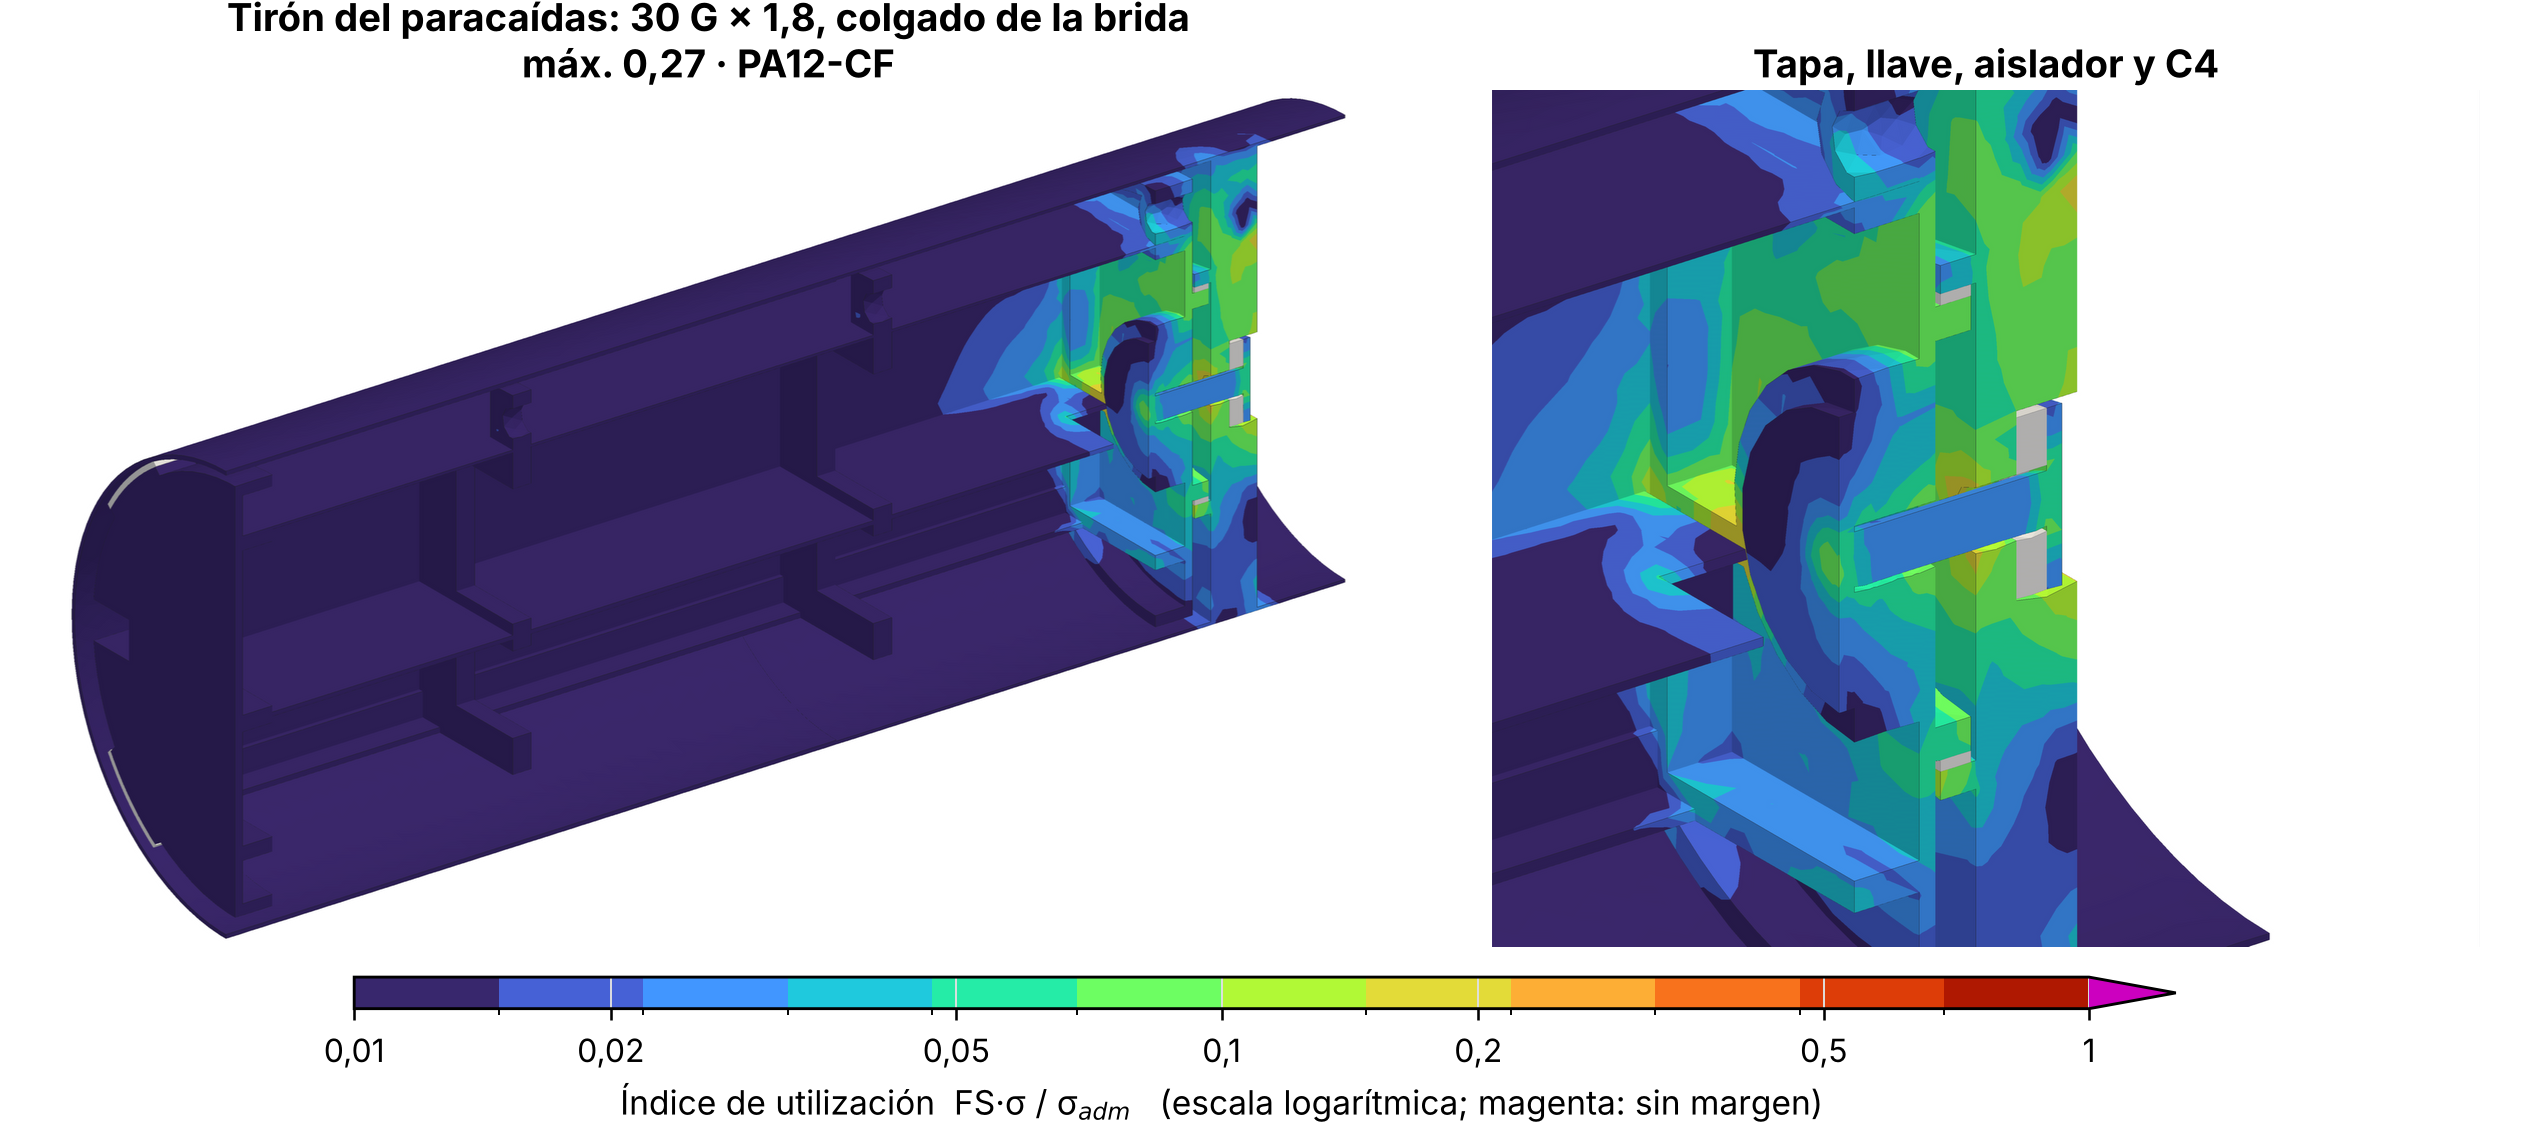 Tirón del paracaídas: 30 G × 1,8, colgado de la brida
máx. 0,27 · PA12-CF
Tapa, llave, aislador y C4
0,01 0,02 0,05 0,1 0,2 0,5 1
Índice de utilización FS·σ / σadm (escala logarítmica; magenta: sin margen)